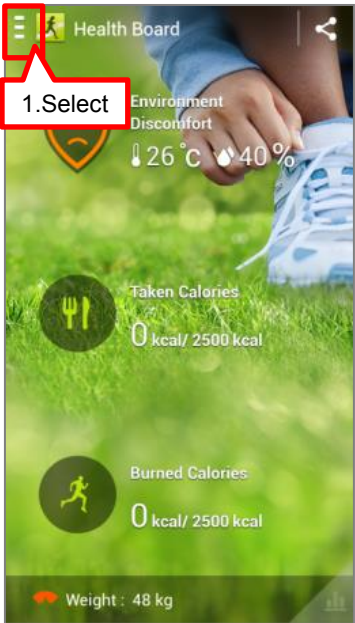 Health Board
1.Select
Environment
Discomfort
26 °C 40 %
Taken Calories
0 kcal/ 2500 kcal
Burned Calories
0 kcal/ 2500 kcal
Weight : 48 kg